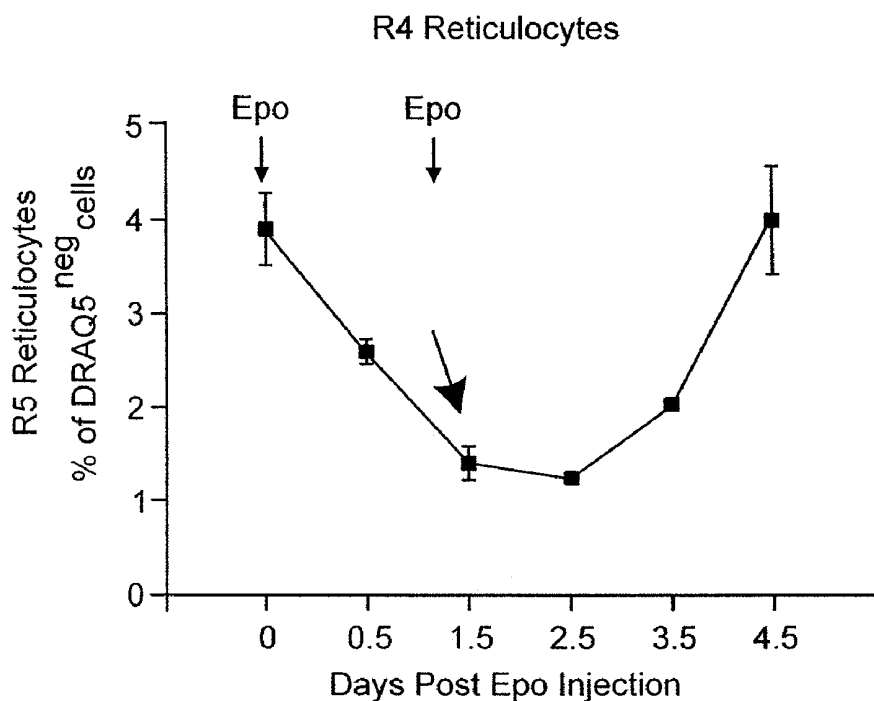 R4 Reticulocytes
Epo Epo
R5 Reticulocytes
% of DRAQ5neg cells
5
4
3
2
1
0
0 0.5 1.5 2.5 3.5 4.5
Days Post Epo Injection